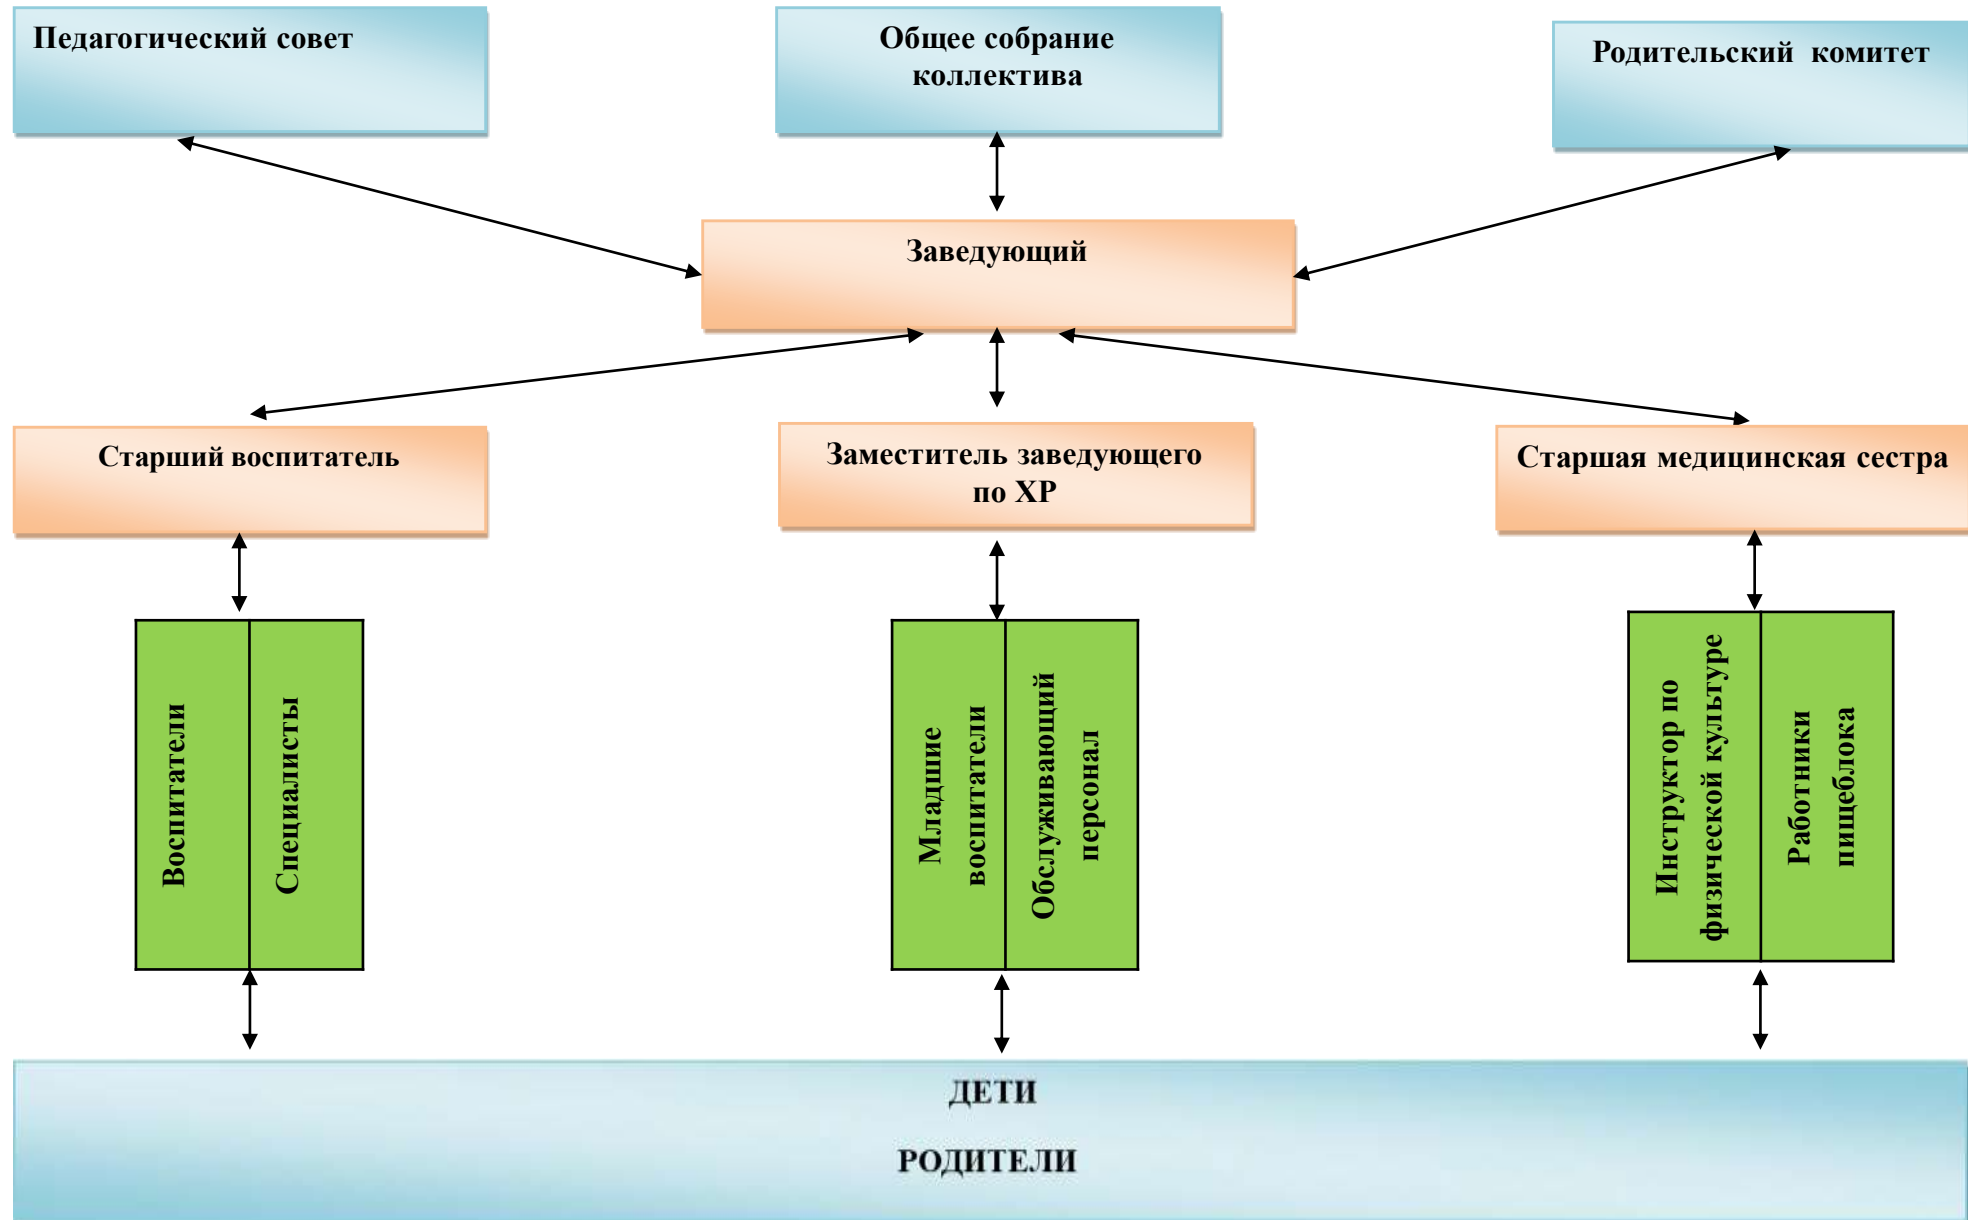 Педагогический совет
Общее собрание
коллектива
Родительский комитет
Заведующий
Старший воспитатель
Заместитель заведующего
по ХР
Старшая медицинская сестра
Воспитатели
Специалисты
Младшие
воспитатели
Обслуживающий
персонал
Инструктор по
физической культуре
Работники
пищеблока
ДЕТИ
РОДИТЕЛИ